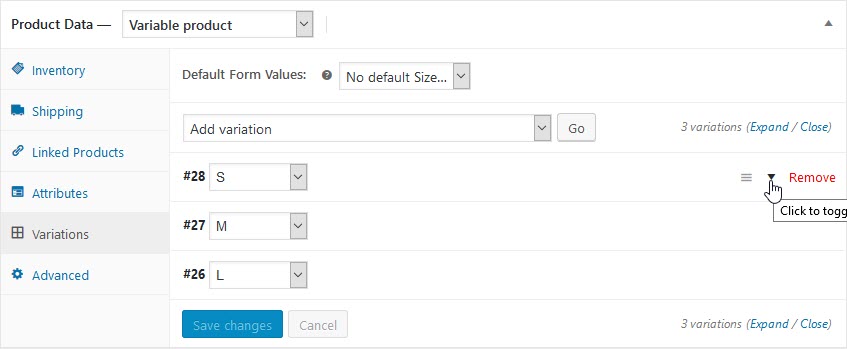 Product Data — Variable product
Inventory
Shipping
Linked Products
Attributes
Variations
Advanced
Default Form Values: ? No default Size...
Add variation Go 3 variations (Expand / Close)
#28 S Remove
Click to togg
#27 M
#26 L
Save changes Cancel 3 variations (Expand / Close)